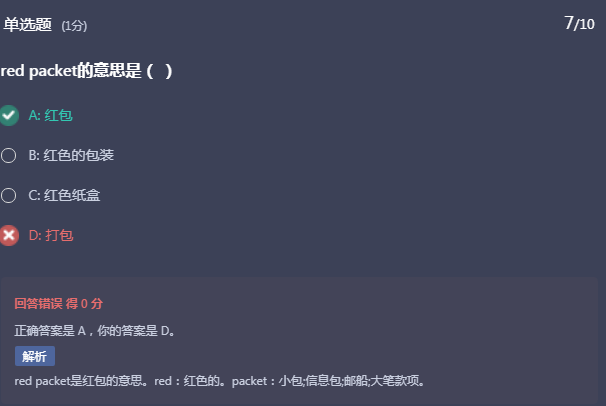 单选题 (1分) 7/10
red packet的意思是（ ）
A: 红包
B: 红色的包装
C: 红色纸盒
D: 打包
回答错误 得 0 分
正确答案是 A，你的答案是 D。
解析
red packet是红包的意思。red：红色的。packet：小包;信息包;邮船;大笔款项。